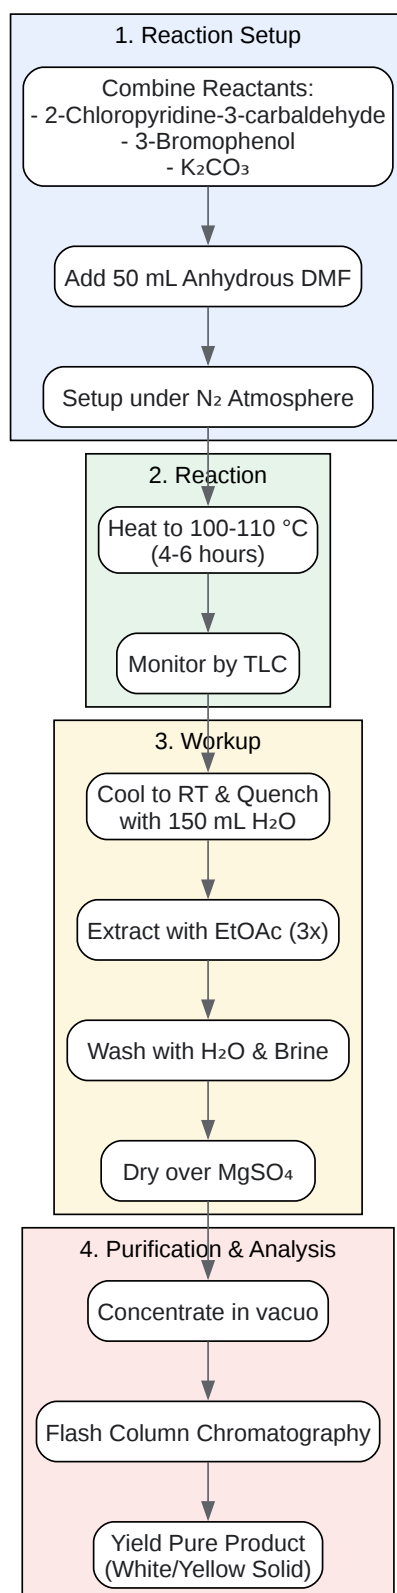 1. Reaction Setup
Combine Reactants:
- 2-Chloropyridine-3-carbaldehyde
- 3-Bromophenol
- K₂CO₃
Add 50 mL Anhydrous DMF
Setup under N₂ Atmosphere
2. Reaction
Heat to 100-110 °C
(4-6 hours)
Monitor by TLC
3. Workup
Cool to RT & Quench
with 150 mL H₂O
Extract with EtOAc (3x)
Wash with H₂O & Brine
Dry over MgSO₄
4. Purification & Analysis
Concentrate in vacuo
Flash Column Chromatography
Yield Pure Product
(White/Yellow Solid)